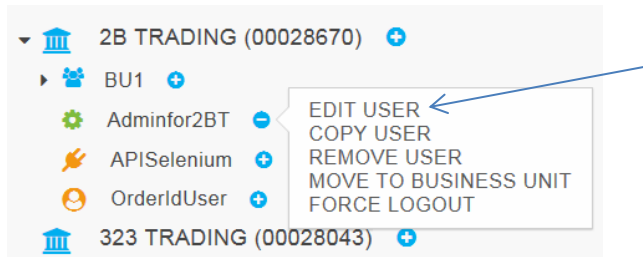 2B TRADING (00028670)
BU1
Adminfor2BT
APISelenium
OrderIdUser
323 TRADING (00028043)
EDIT USER
COPY USER
REMOVE USER
MOVE TO BUSINESS UNIT
FORCE LOGOUT